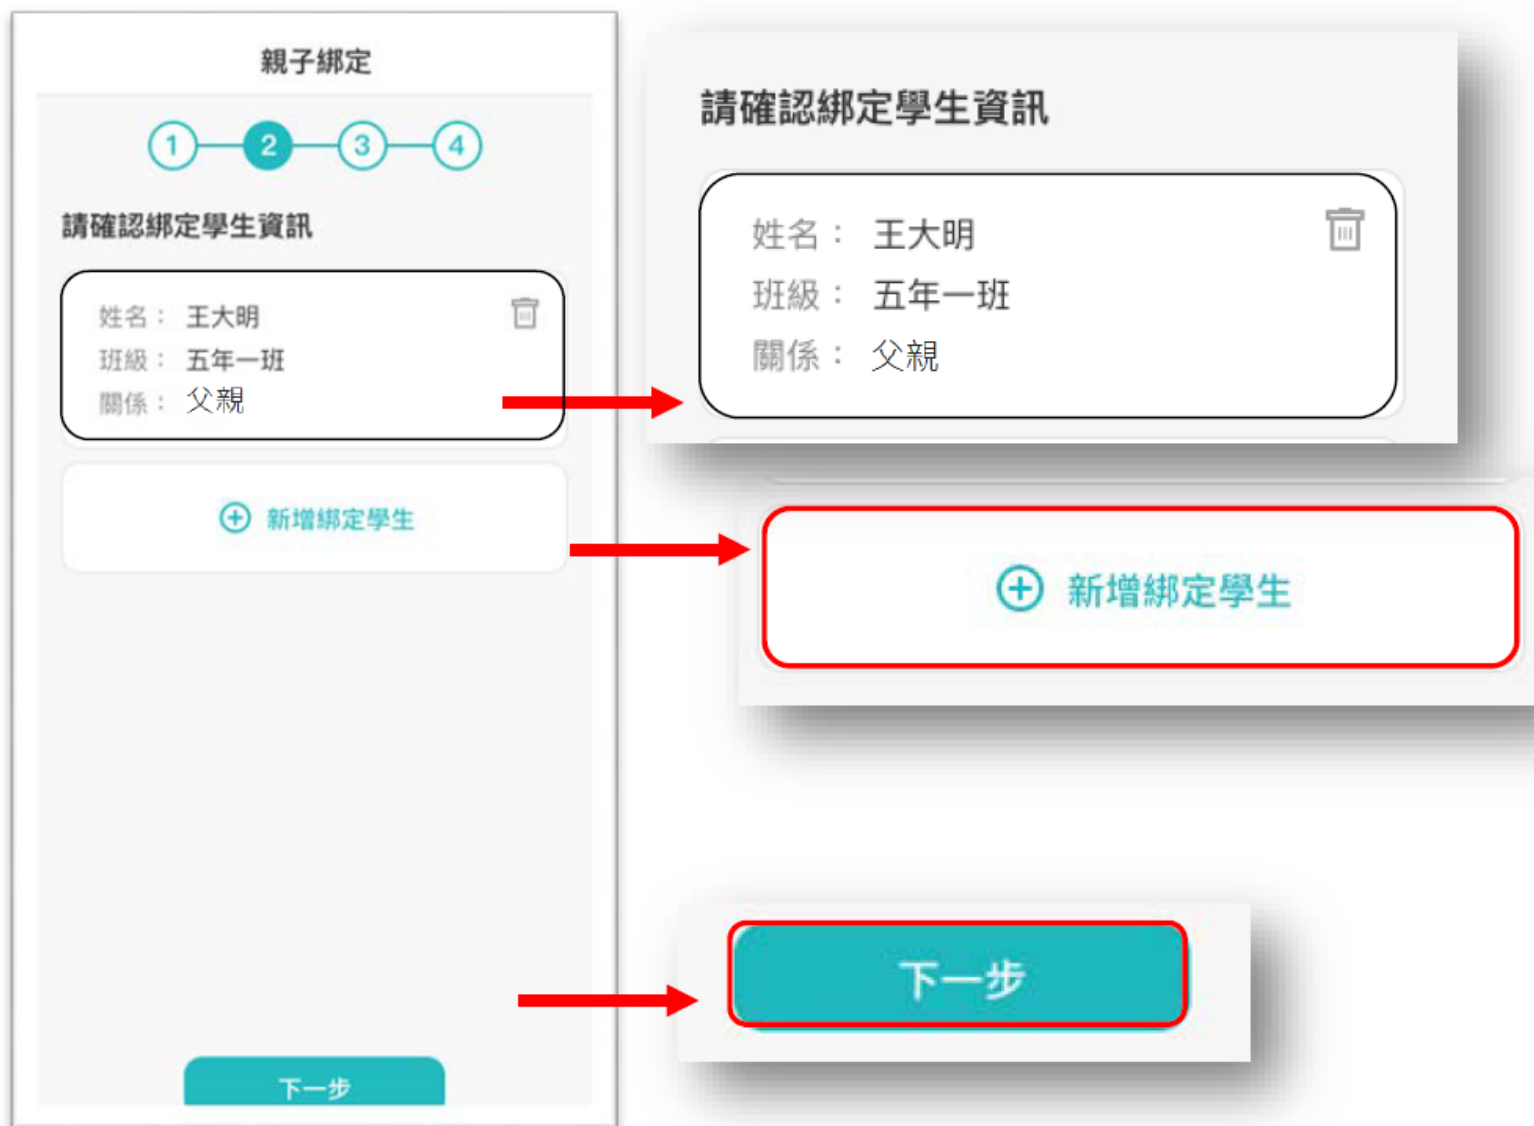 親子綁定
1 2 3 4
請確認綁定學生資訊
姓名： 王大明
班級： 五年一班
關係： 父親
新增綁定學生
下一步
請確認綁定學生資訊
姓名： 王大明
班級： 五年一班
關係： 父親
新增綁定學生
下一步